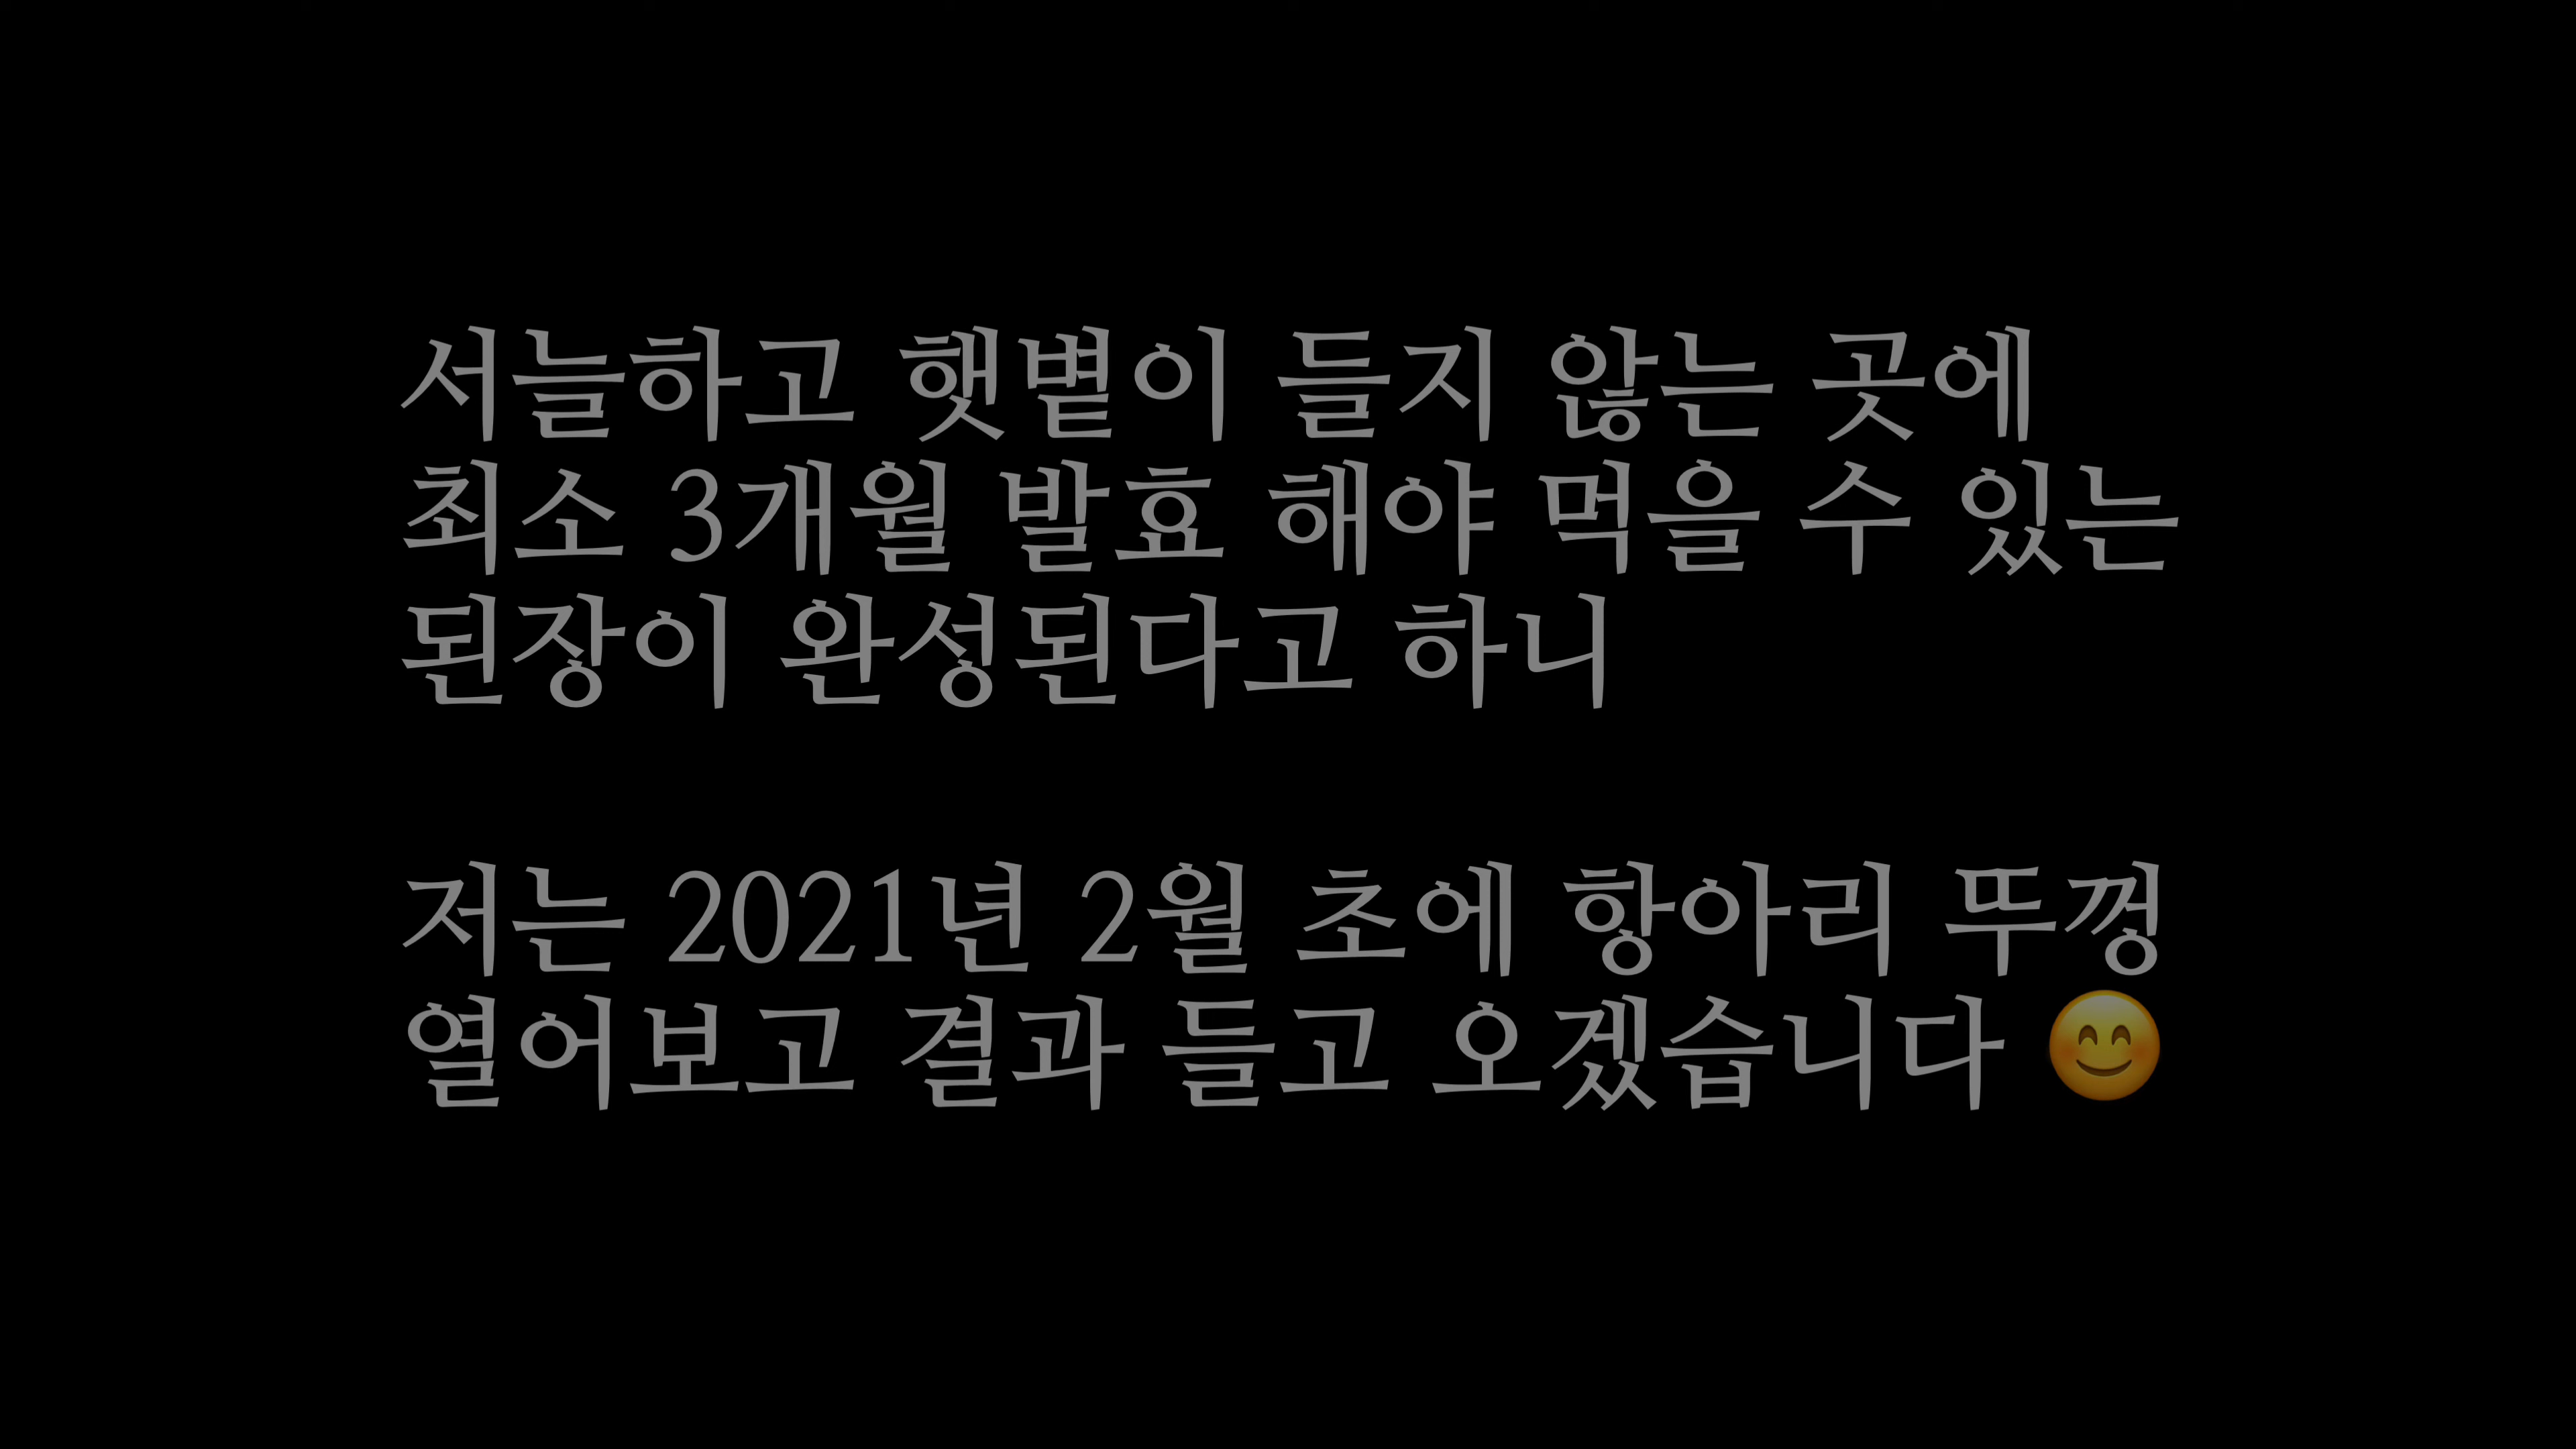 서늘하고 햇볕이 들지 않는 곳에
최소 3개월 발효 해야 먹을 수 있는
된장이 완성된다고 하니
저는 2021년 2월 초에 항아리 뚜껑
열어보고 결과 들고 오겠습니다 😊